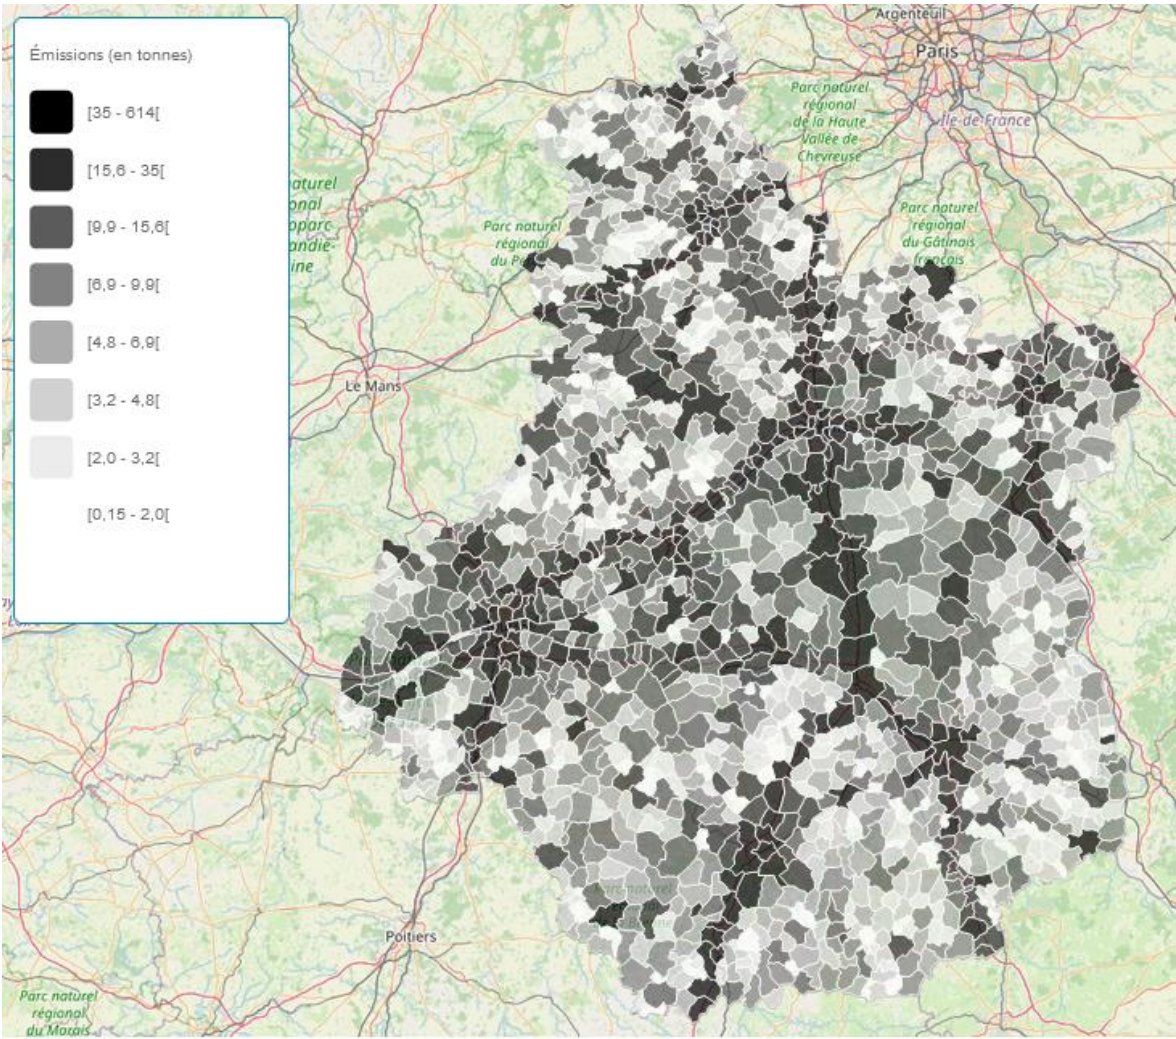 Émissions (en tonnes)
[35 - 614[
[15,6 - 35[
[9,9 - 15,6[
[6,9 - 9,9[
[4,8 - 6,9[
[3,2 - 4,8[
[2,0 - 3,2[
[0,15 - 2,0[
Argenteuil
Paris
Île-de-France
Parc naturel
régional
de la Haute
Vallée de
Chevreuse
Parc naturel
régional
du Gâtinais
français
Parc naturel
régional
du
Le Mans
Poitiers
Parc naturel
régional
du Marais